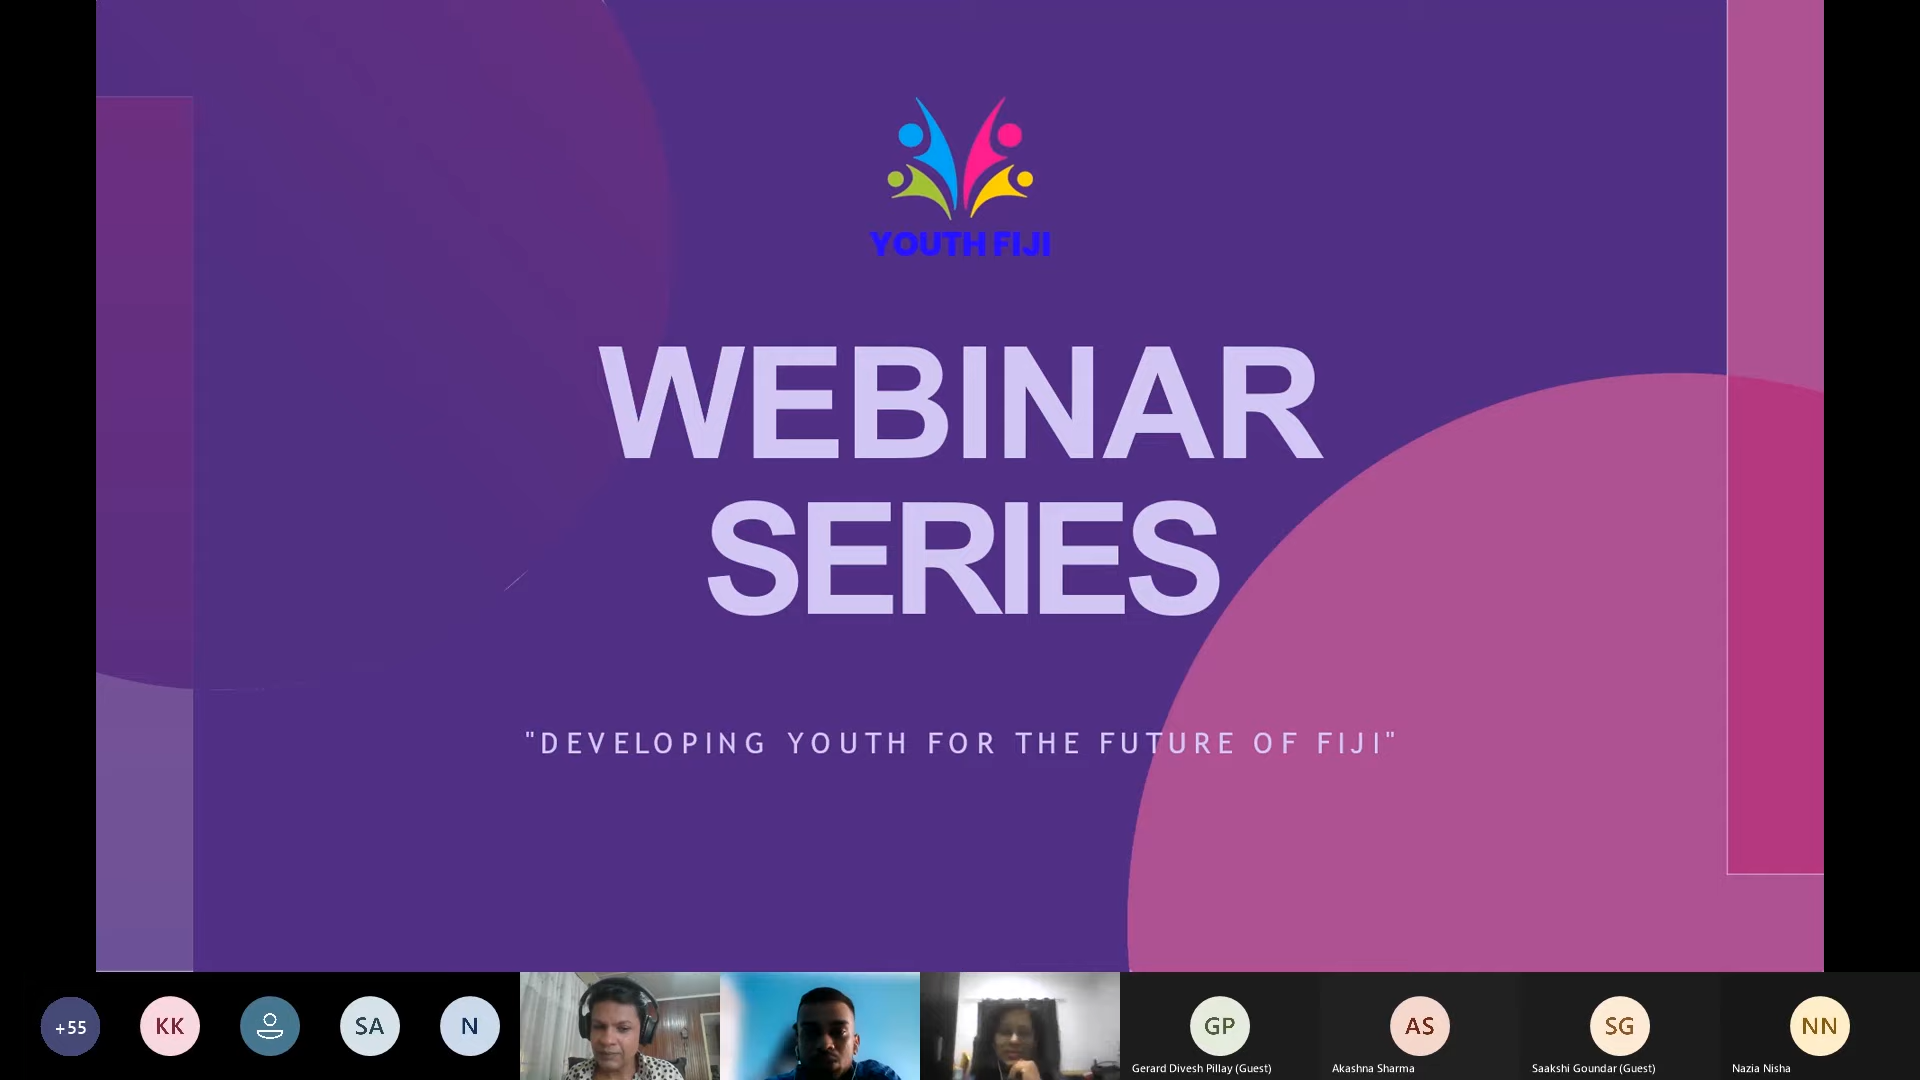 YOUTH FIJI
WEBINAR
SERIES
"DEVELOPING YOUTH FOR THE FUTURE OF FIJI"
+55
KK
SA
N
GP
AS
SG
NN
Gerard Divesh Pillay (Guest)
Akashna Sharma
Saakshi Goundar (Guest)
Nazia Nisha